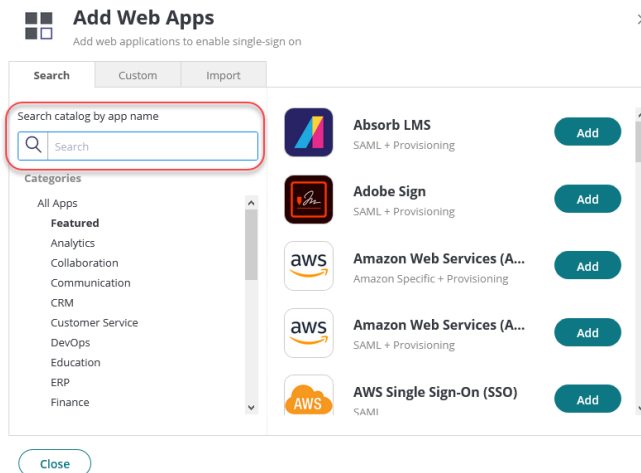 Add Web Apps
Add web applications to enable single-sign on
Search
Custom
Import
Search catalog by app name
Search
Categories
All Apps
Featured
Analytics
Collaboration
Communication
CRM
Customer Service
DevOps
Education
ERP
Finance
Absorb LMS
SAML + Provisioning
Add
Adobe Sign
SAML + Provisioning
Add
aws
Amazon Web Services (A...
Amazon Specific + Provisioning
Add
aws
Amazon Web Services (A...
SAML + Provisioning
Add
AWS
AWS Single Sign-On (SSO)
SAML
Add
Close